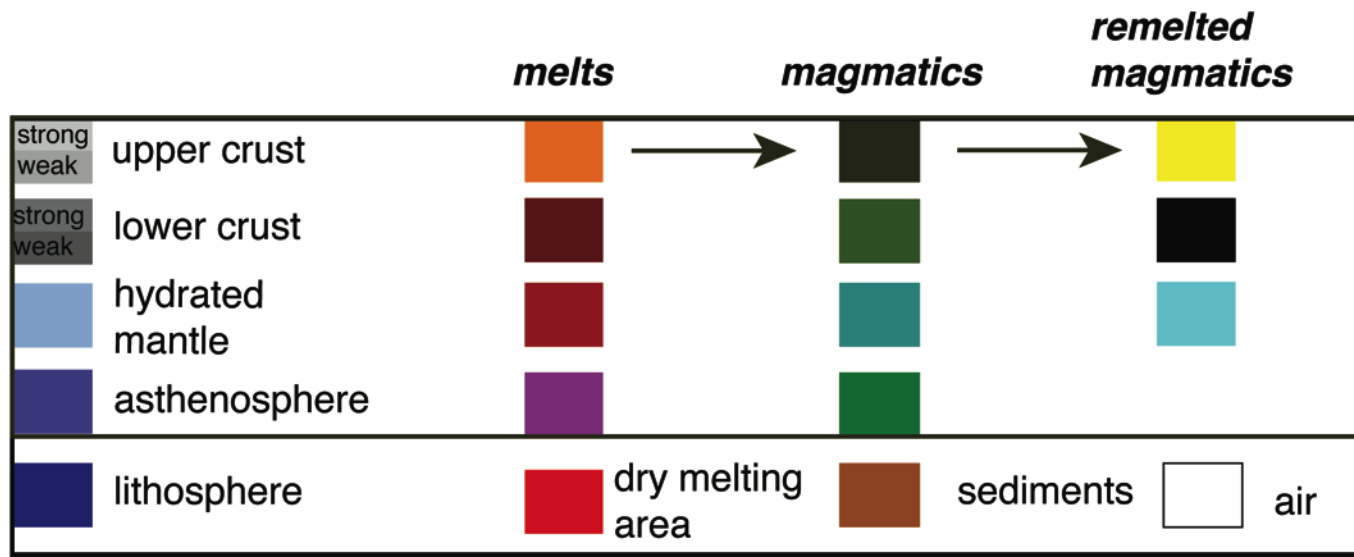 remelted
melts magmatics magmatics
strong
weak
upper crust
strong
weak
lower crust
hydrated
mantle
asthenosphere
lithosphere
dry melting
area
sediments
air